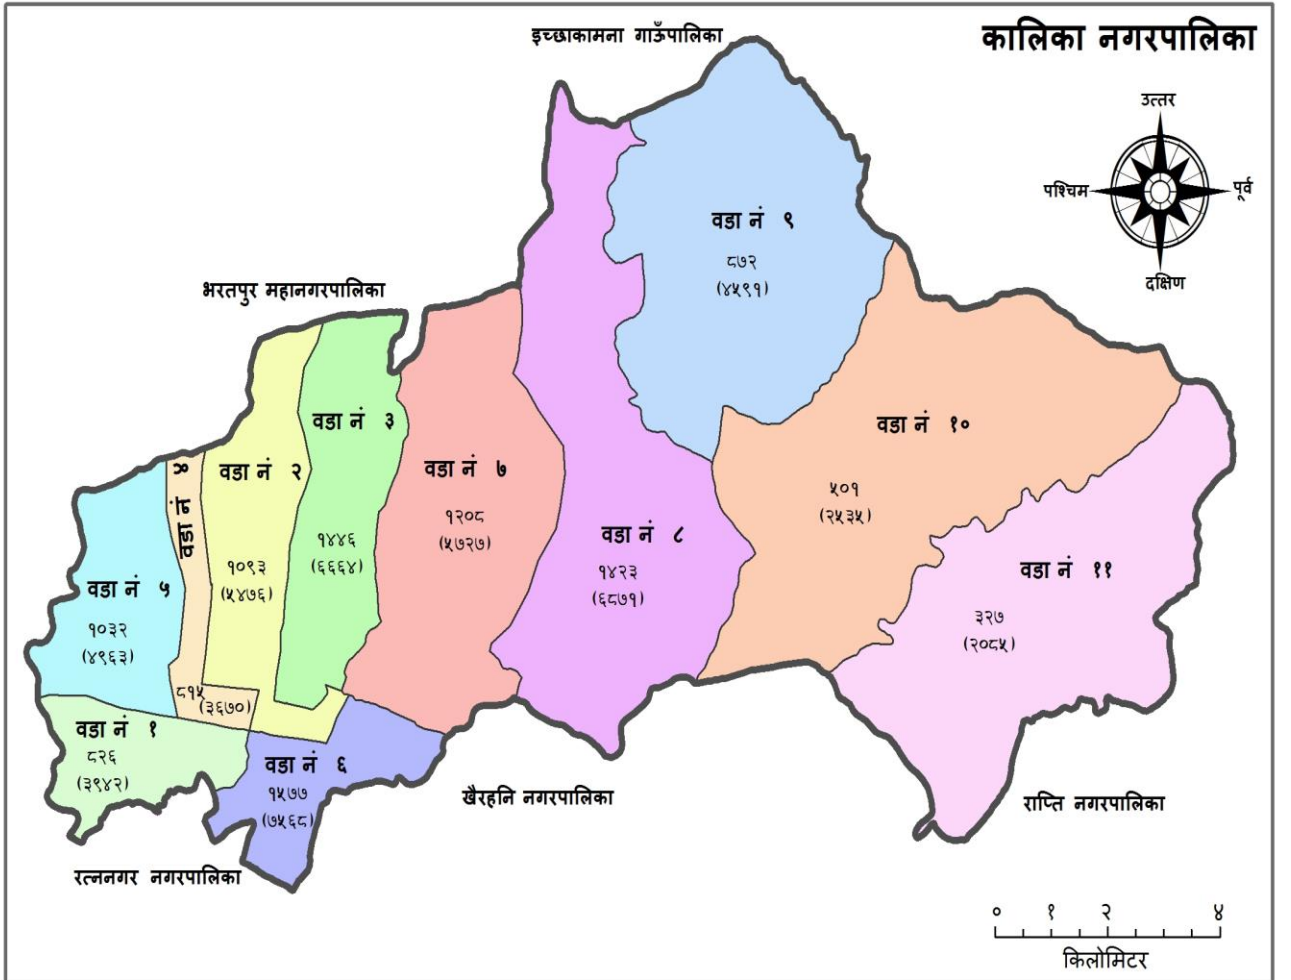 इच्छाकामना गाउँपालिका
कालिका नगरपालिका
उत्तर
पश्चिम
पूर्व
दक्षिण
वडा नं ९
८७२
(४५९१)
भरतपुर महानगरपालिका
वडा नं ३
१४४६
(६६६४)
वडा नं १०
५०१
(२५३५)
वडा नं ४
८१५
(३६७०)
वडा नं २
१०९३
(५४७६)
वडा नं ७
१२०८
(५७२७)
वडा नं ८
१४२३
(६८७१)
वडा नं ११
३२७
(२०८५)
वडा नं ५
१०३२
(४९६३)
वडा नं १
८२६
(३९४२)
वडा नं ६
१५७७
(७५६८)
खैरहनि नगरपालिका
राप्ति नगरपालिका
रत्ननगर नगरपालिका
० १ २ ४
किलोमिटर